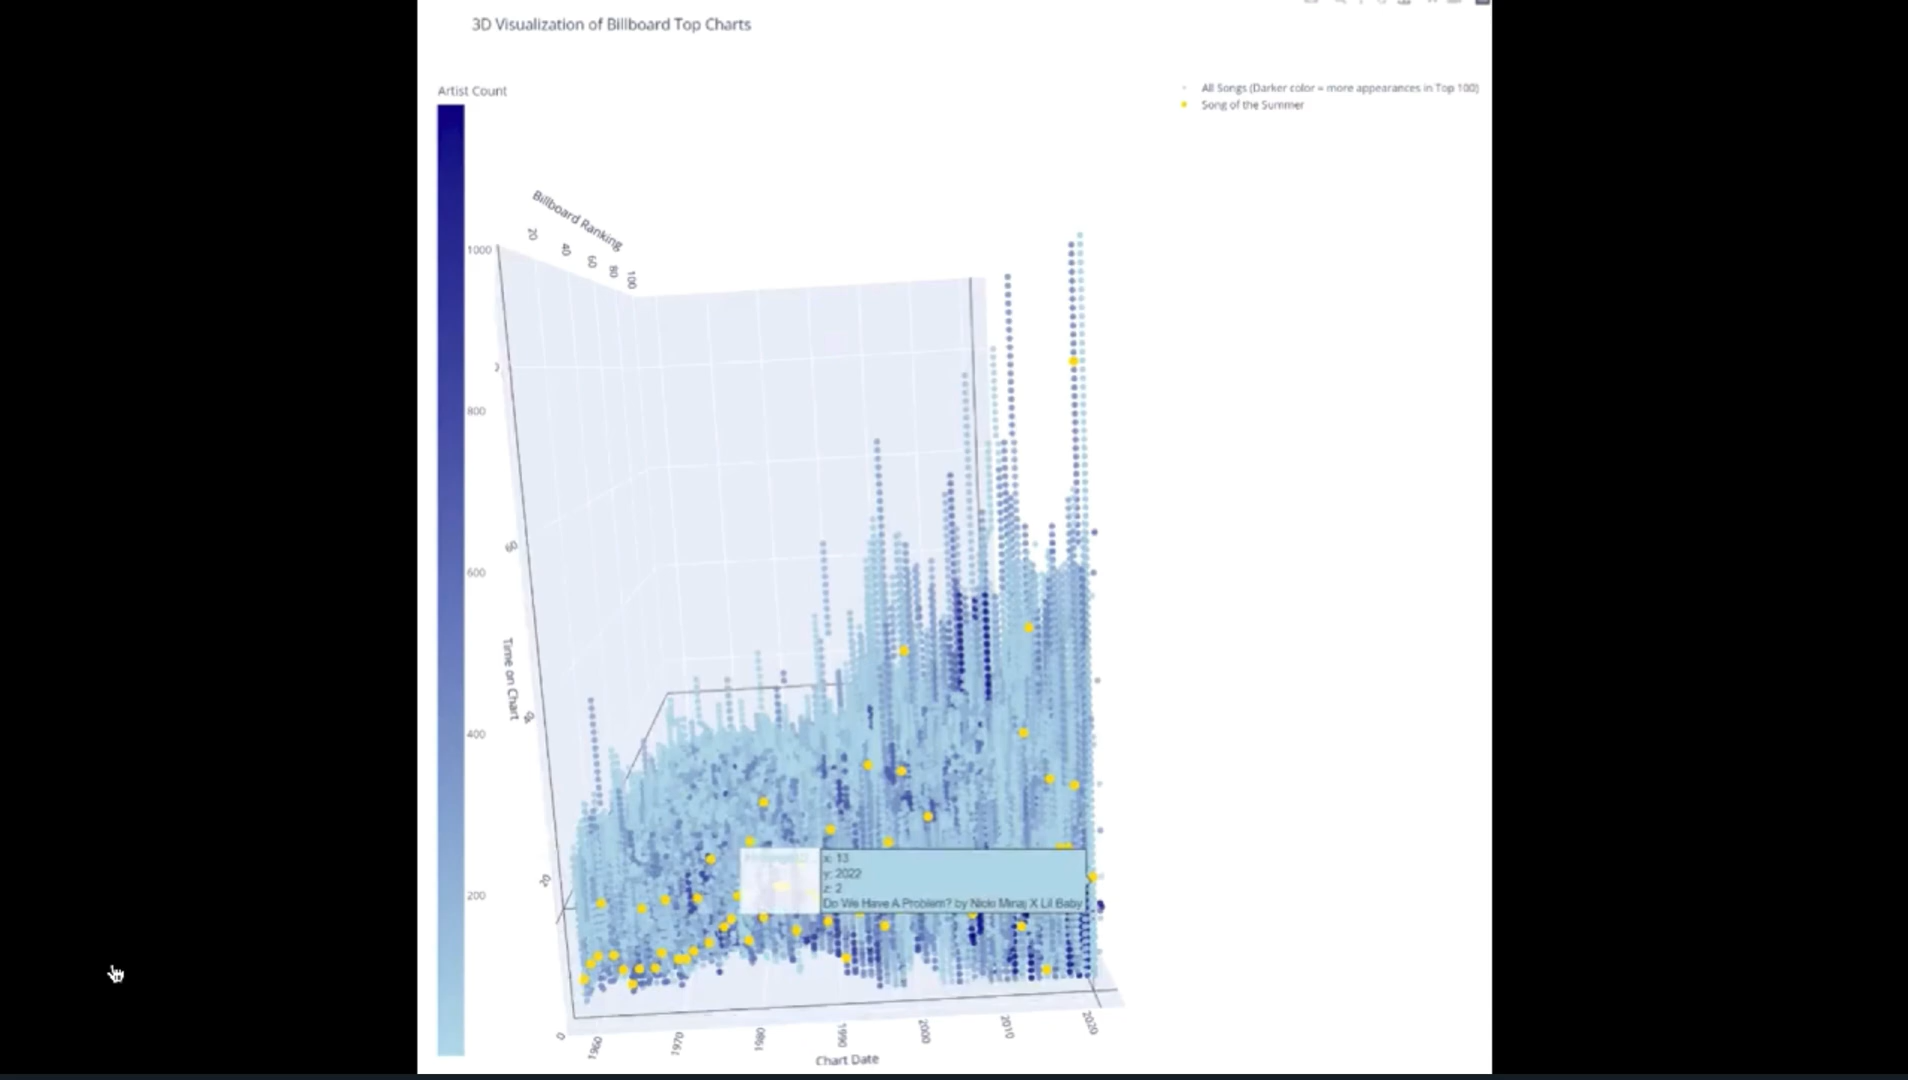 3D Visualization of Billboard Top Charts
Artist Count
All Songs (Darker color = more appearances in Top 100)
Song of the Summer
Billboard Ranking
20
40
60
80
100
1000
800
600
400
200
Time on Chart
60
40
20
0
x: 13
y: 2022
z: 2
Do We Have A Problem? by Nicki Minaj X Lil Baby
1960
1970
1980
1990
2000
2010
2020
Chart Date